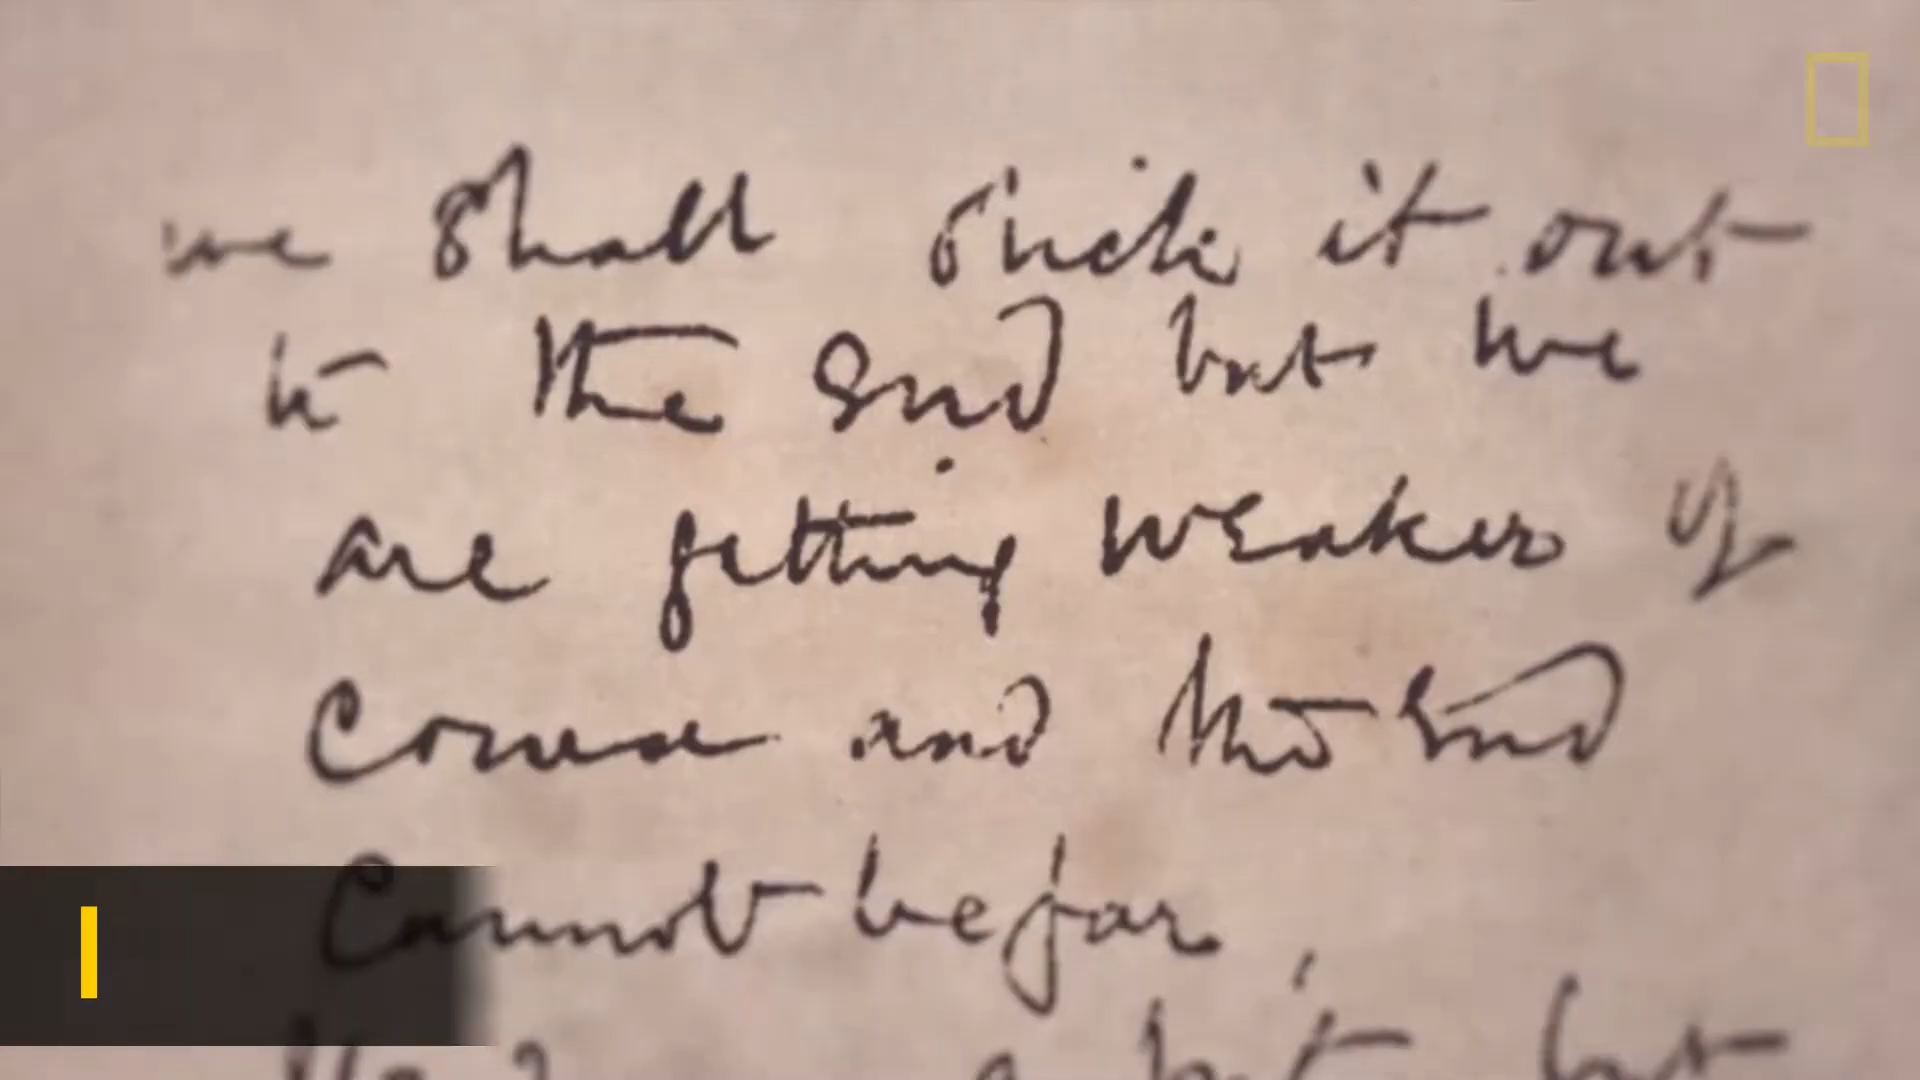 we shall stick it out
to the end but we
are getting weaker of
course and the end
cannot be far.